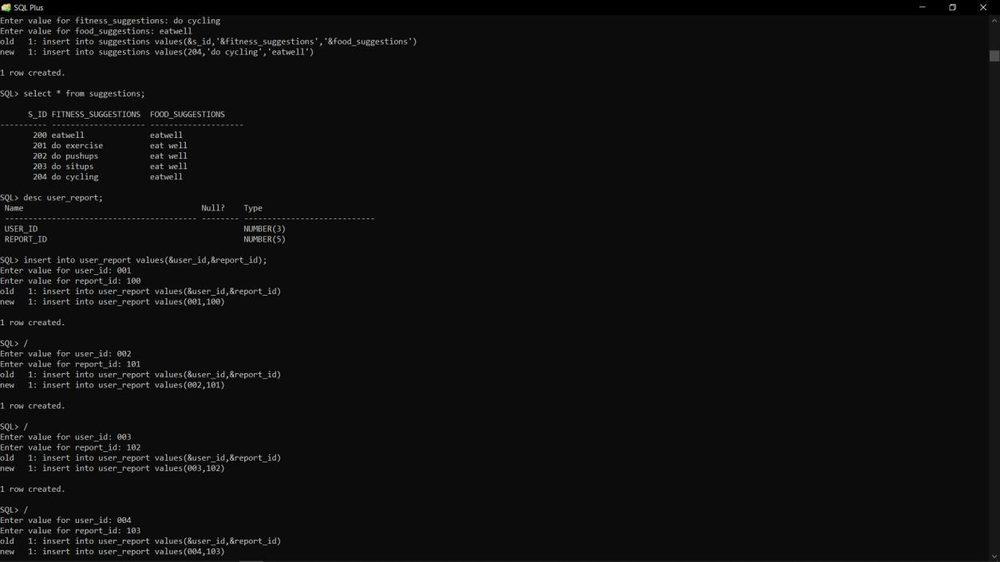 SQL Plus
Enter value for fitness_suggestions: do cycling
Enter value for food_suggestions: eatwell
old   1: insert into suggestions values(&s_id,'&fitness_suggestions','&food_suggestions')
new   1: insert into suggestions values(204,'do cycling','eatwell')
1 row created.
SQL> select * from suggestions;
      S_ID FITNESS_SUGGESTIONS  FOOD_SUGGESTIONS
---------- -------------------- --------------------
       200 eatwell              eatwell
       201 do exercise          eat well
       202 do pushups           eat well
       203 do situps            eat well
       204 do cycling           eatwell
SQL> desc user_report;
 Name                                      Null?    Type
 ----------------------------------------- -------- ----------------------------
 USER_ID                                            NUMBER(3)
 REPORT_ID                                          NUMBER(5)
SQL> insert into user_report values(&user_id,&report_id);
Enter value for user_id: 001
Enter value for report_id: 100
old   1: insert into user_report values(&user_id,&report_id)
new   1: insert into user_report values(001,100)
1 row created.
SQL> /
Enter value for user_id: 002
Enter value for report_id: 101
old   1: insert into user_report values(&user_id,&report_id)
new   1: insert into user_report values(002,101)
1 row created.
SQL> /
Enter value for user_id: 003
Enter value for report_id: 102
old   1: insert into user_report values(&user_id,&report_id)
new   1: insert into user_report values(003,102)
1 row created.
SQL> /
Enter value for user_id: 004
Enter value for report_id: 103
old   1: insert into user_report values(&user_id,&report_id)
new   1: insert into user_report values(004,103)